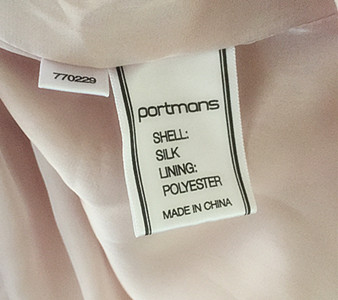 770229
portmans
SHELL:
SILK
LINING:
POLYESTER
MADE IN CHINA